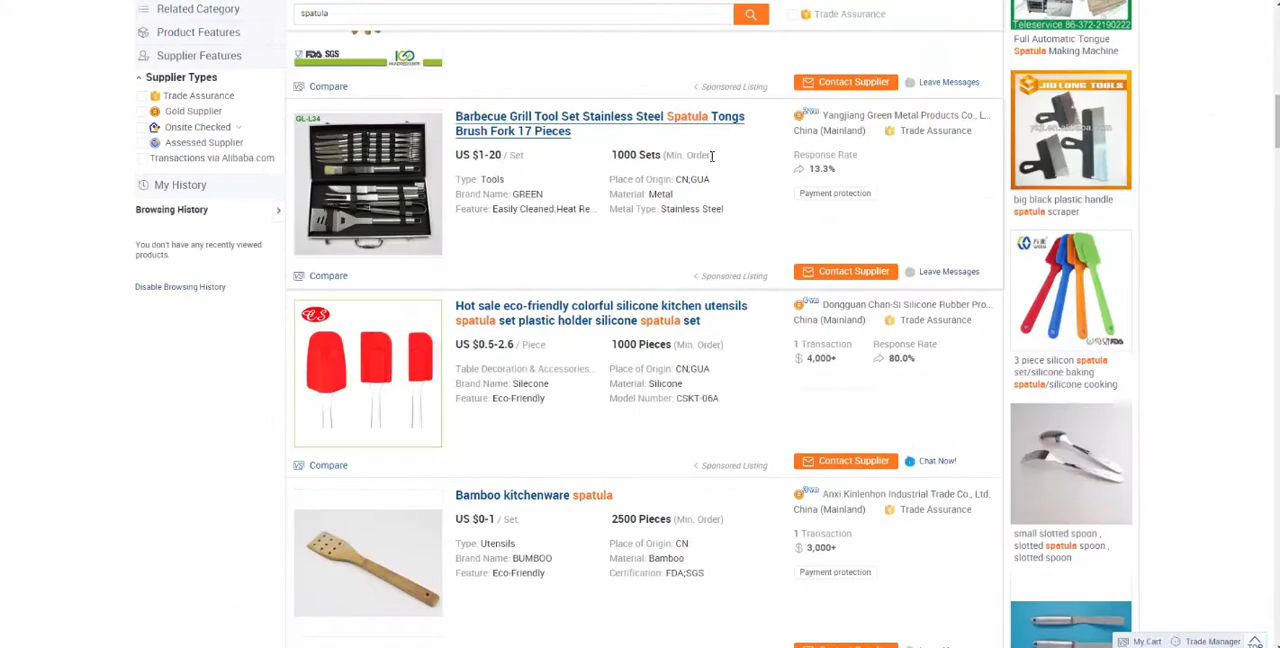 Related Category
Product Features
Supplier Features
Supplier Types
Trade Assurance
Gold Supplier
Onsite Checked
Assessed Supplier
Transactions via Alibaba.com
My History
Browsing History
You don't have any recently viewed
products.
Disable Browsing History
spatula
Trade Assurance
FDA SGS
Compare
Sponsored Listing
Contact Supplier
Leave Messages
GL-L34
Barbecue Grill Tool Set Stainless Steel Spatula Tongs
Brush Fork 17 Pieces
US $1-20 / Set
1000 Sets (Min. Order)
Type: Tools
Place of Origin: CN;GUA
Brand Name: GREEN
Material: Metal
Feature: Easily Cleaned,Heat Re...
Metal Type: Stainless Steel
Yangjiang Green Metal Products Co., L...
China (Mainland)
Trade Assurance
Response Rate
13.3%
Payment protection
Compare
Sponsored Listing
Contact Supplier
Leave Messages
CS
Hot sale eco-friendly colorful silicone kitchen utensils
spatula set plastic holder silicone spatula set
US $0.5-2.6 / Piece
1000 Pieces (Min. Order)
Table Decoration & Accessories...
Place of Origin: CN;GUA
Brand Name: Silecone
Material: Silicone
Feature: Eco-Friendly
Model Number: CSKT-06A
Dongguan Chan-Si Silicone Rubber Pro...
China (Mainland)
Trade Assurance
1 Transaction
Response Rate
4,000+
80.0%
Compare
Sponsored Listing
Contact Supplier
Chat Now!
Bamboo kitchenware spatula
US $0-1 / Set
2500 Pieces (Min. Order)
Type: Utensils
Place of Origin: CN
Brand Name: BUMBOO
Material: Bamboo
Feature: Eco-Friendly
Certification: FDA;SGS
Anxi Kinlenhon Industrial Trade Co., Ltd.
China (Mainland)
Trade Assurance
1 Transaction
3,000+
Payment protection
Teleservice 86-372-2190222
Full Automatic Tongue
Spatula Making Machine
JIO LONG TOOLS
big black plastic handle
spatula scraper
3 piece silicon spatula
set/silicone baking
spatula/silicone cooking
small slotted spoon ,
slotted spatula spoon ,
slotted spoon
My Cart
Trade Manager
TOP